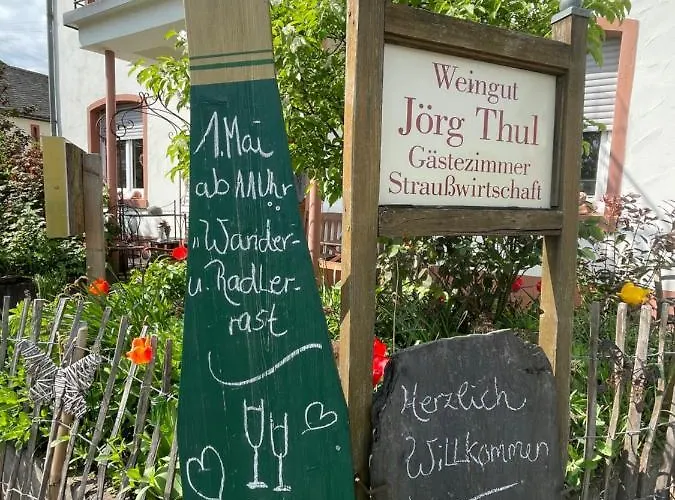 1. Mai
ab 11 Uhr
„Wander-
u. Radler-
rast
Weingut
Jörg Thul
Gästezimmer
Straußwirtschaft
Herzlich
Willkommen